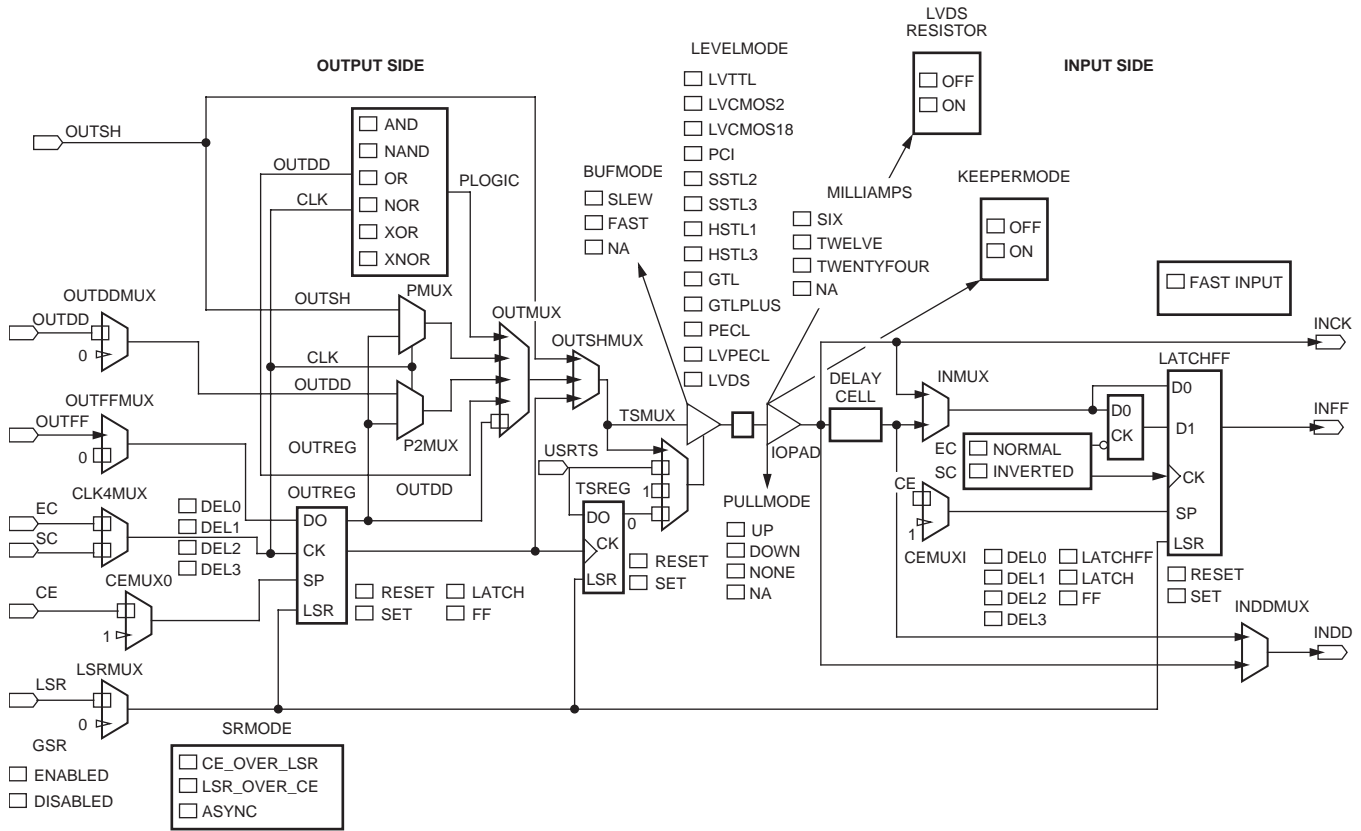 OUTPUT SIDE
INPUT SIDE
LVDS
RESISTOR
OFF
ON
LEVELMODE
LVTTL
LVCMOS2
LVCMOS18
PCI
SSTL2
SSTL3
HSTL1
HSTL3
GTL
GTLPLUS
PECL
LVPECL
LVDS
OUTSH
AND
NAND
OR
NOR
XOR
XNOR
OUTDD
CLK
PLOGIC
BUFMODE
SLEW
FAST
NA
MILLIAMPS
SIX
TWELVE
TWENTYFOUR
NA
KEEPERMODE
OFF
ON
FAST INPUT
OUTDDMUX
OUTDD
0
OUTSH
PMUX
OUTMUX
OUTSHMUX
CLK
OUTDD
P2MUX
OUTREG
OUTDD
OUTFFMUX
OUTFF
0
CLK4MUX
EC
SC
DEL0
DEL1
DEL2
DEL3
OUTREG
DO
CK
SP
LSR
RESET
SET
LATCH
FF
CEMUX0
CE
1
LSRMUX
LSR
0
GSR
ENABLED
DISABLED
SRMODE
CE_OVER_LSR
LSR_OVER_CE
ASYNC
TSMUX
USRTS
1
0
TSREG
DO
CK
LSR
RESET
SET
IOPAD
PULLMODE
UP
DOWN
NONE
NA
DELAY
CELL
INMUX
LATCHFF
INCK
D0
D1
CK
SP
LSR
D0
CK
INFF
EC
SC
NORMAL
INVERTED
CE
1
CEMUXI
DEL0
DEL1
DEL2
DEL3
LATCHFF
LATCH
FF
RESET
SET
INDDMUX
INDD